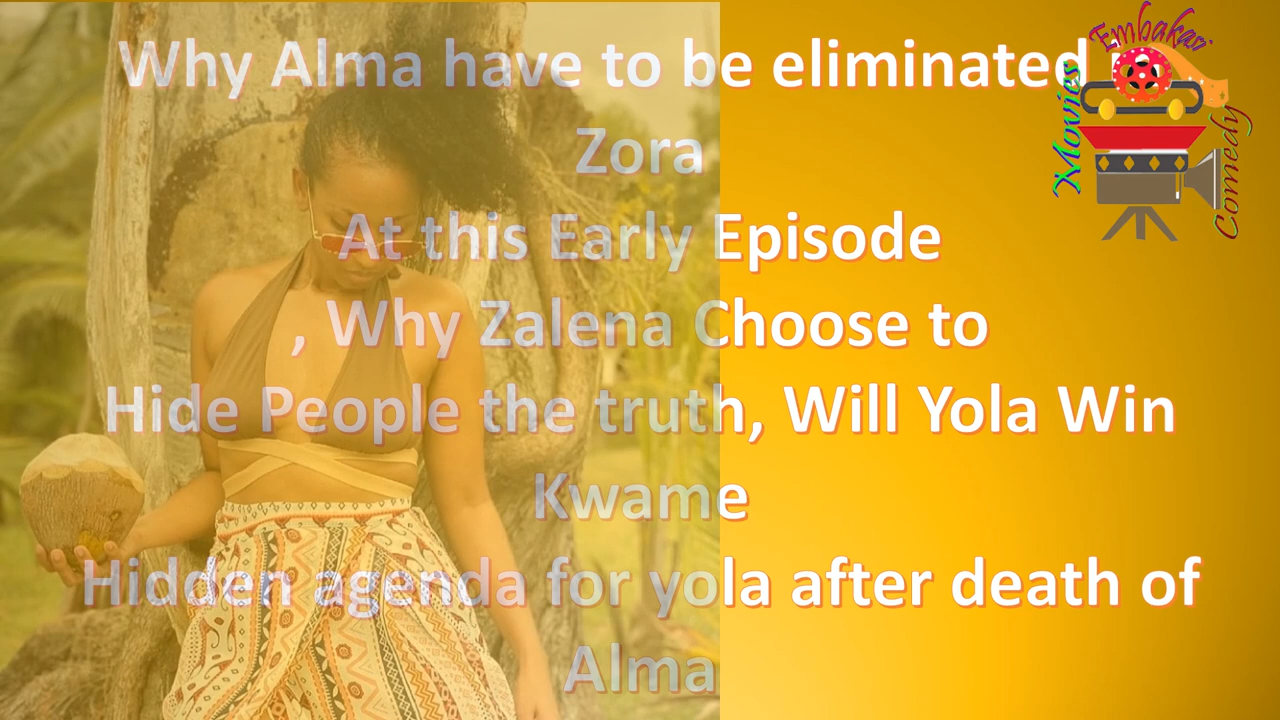 Why Alma have to be eliminated
Zora
At this Early Episode
, Why Zalena Choose to
Hide People the truth, Will Yola Win
Kwame
Hidden agenda for yola after death of
Alma
Embakasi
Movies
Comedy